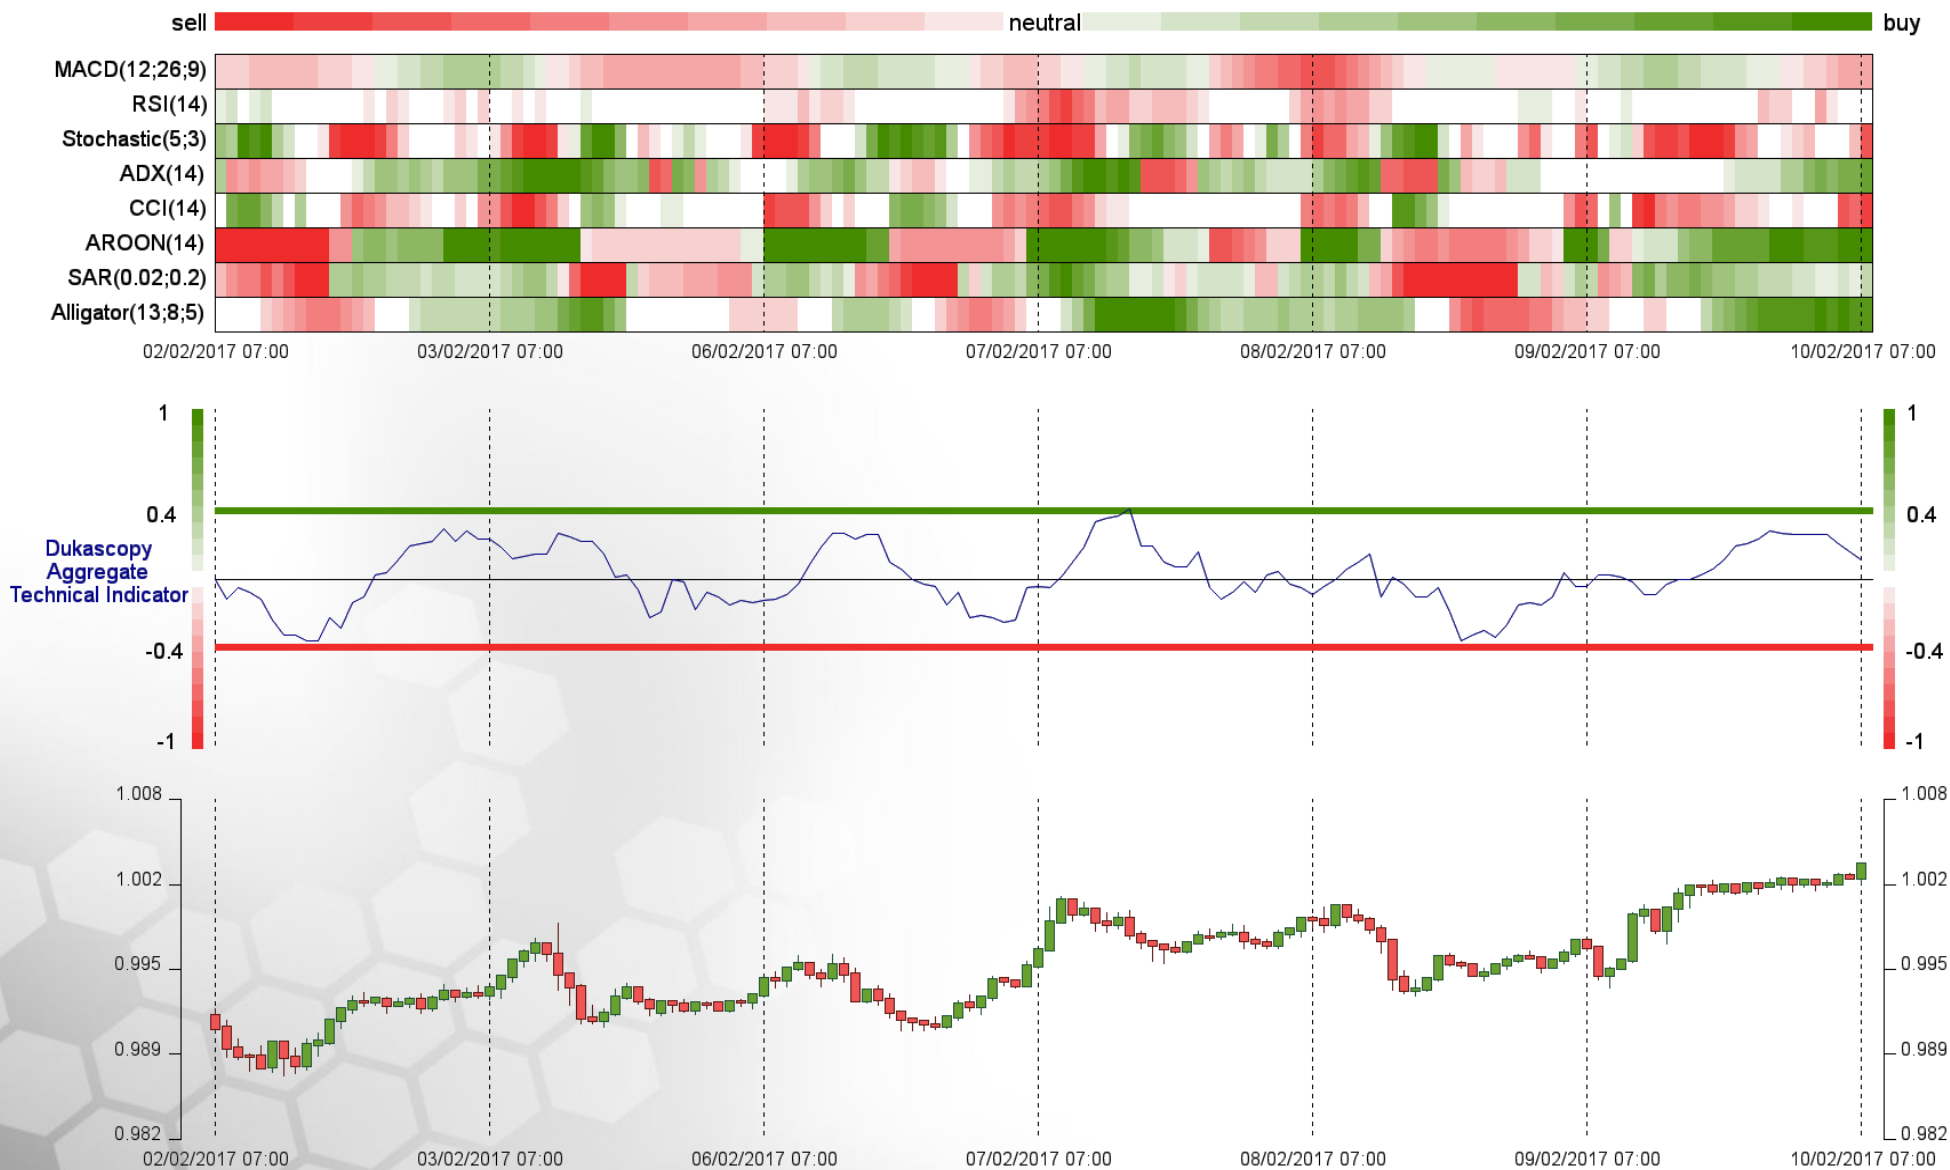 sell neutral buy
MACD(12;26;9)
RSI(14)
Stochastic(5;3)
ADX(14)
CCI(14)
AROON(14)
SAR(0.02;0.2)
Alligator(13;8;5)
02/02/2017 07:00 03/02/2017 07:00 06/02/2017 07:00 07/02/2017 07:00 08/02/2017 07:00 09/02/2017 07:00 10/02/2017 07:00
1 1
0.4 0.4
Dukascopy
Aggregate
Technical Indicator
-0.4 -0.4
-1 -1
1.008 1.008
1.002 1.002
0.995 0.995
0.989 0.989
0.982 0.982
02/02/2017 07:00 03/02/2017 07:00 06/02/2017 07:00 07/02/2017 07:00 08/02/2017 07:00 09/02/2017 07:00 10/02/2017 07:00